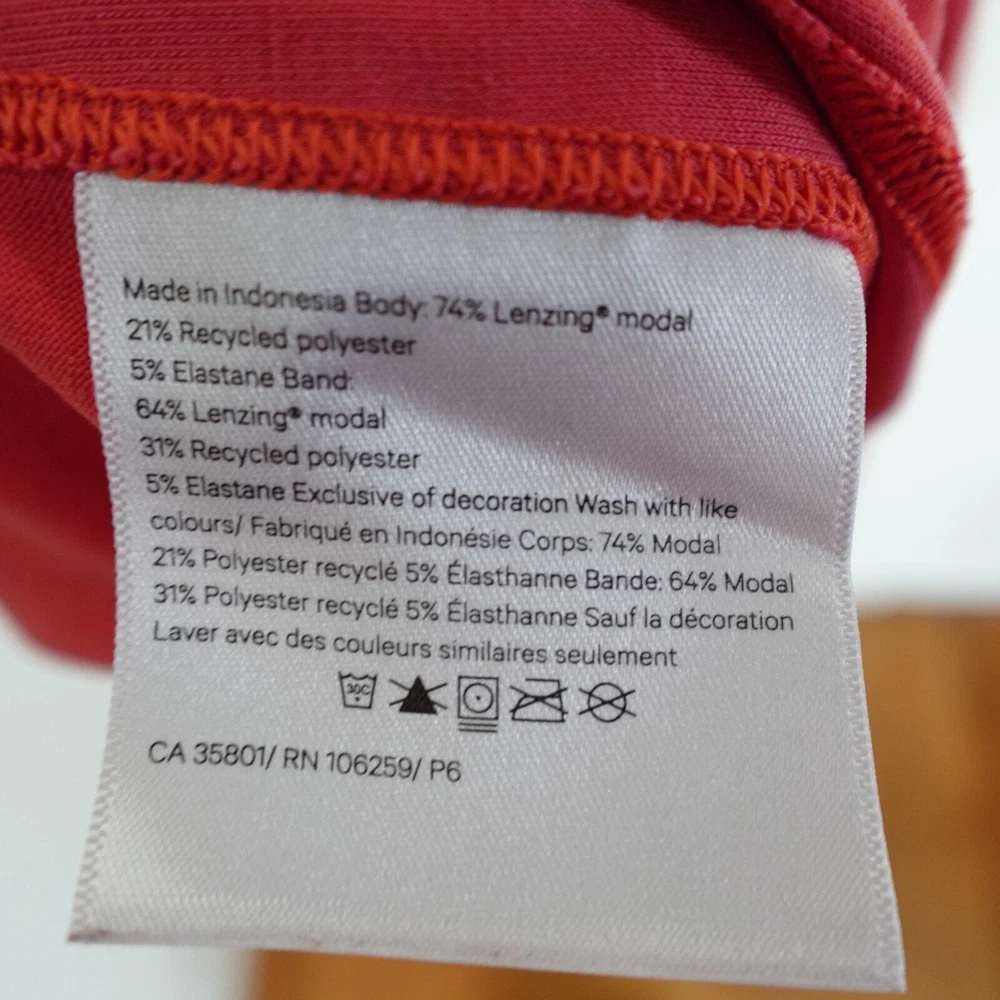 Made in Indonesia Body: 74% Lenzing® modal
21% Recycled polyester
5% Elastane Band:
64% Lenzing® modal
31% Recycled polyester
5% Elastane Exclusive of decoration Wash with like
colours/ Fabriqué en Indonésie Corps: 74% Modal
21% Polyester recyclé 5% Élasthanne Bande: 64% Modal
31% Polyester recyclé 5% Élasthanne Sauf la décoration
Laver avec des couleurs similaires seulement
30C
CA 35801/ RN 106259/ P6